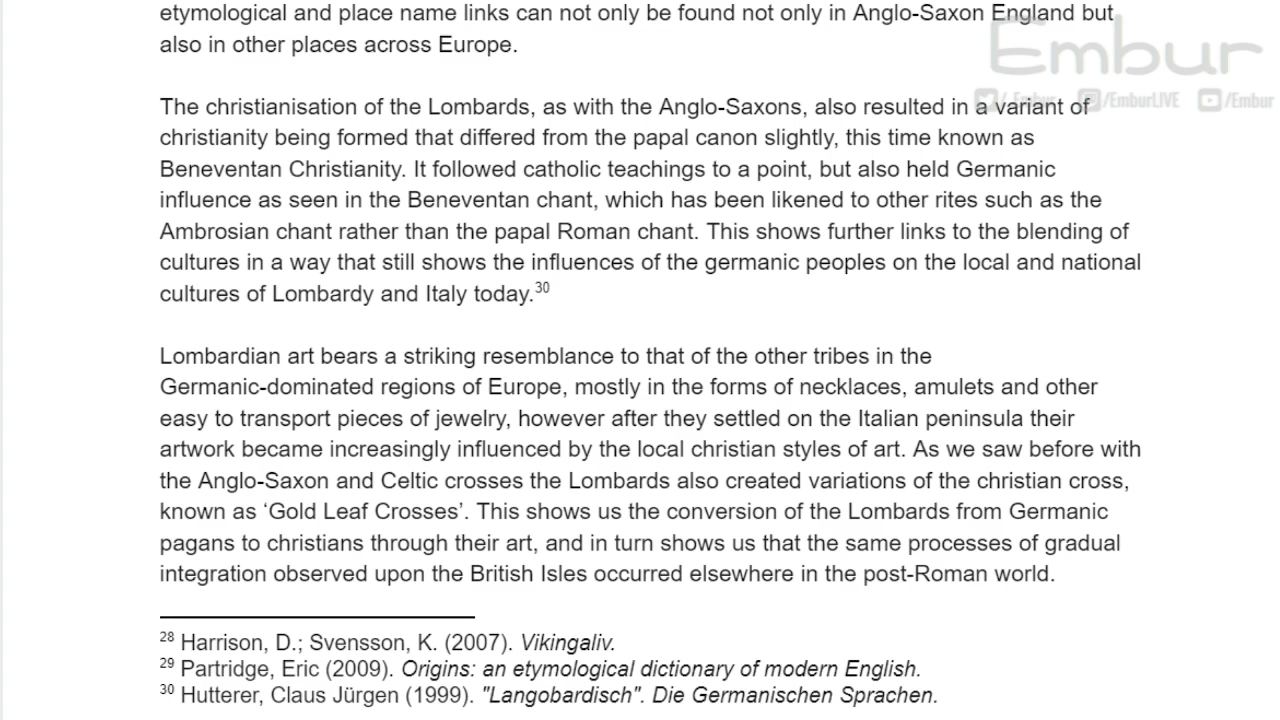 etymological and place name links can not only be found not only in Anglo-Saxon England but
also in other places across Europe.
Embur
/Embur /EmburLIVE /Embur
The christianisation of the Lombards, as with the Anglo-Saxons, also resulted in a variant of
christianity being formed that differed from the papal canon slightly, this time known as
Beneventan Christianity. It followed catholic teachings to a point, but also held Germanic
influence as seen in the Beneventan chant, which has been likened to other rites such as the
Ambrosian chant rather than the papal Roman chant. This shows further links to the blending of
cultures in a way that still shows the influences of the germanic peoples on the local and national
cultures of Lombardy and Italy today.30
Lombardian art bears a striking resemblance to that of the other tribes in the
Germanic-dominated regions of Europe, mostly in the forms of necklaces, amulets and other
easy to transport pieces of jewelry, however after they settled on the Italian peninsula their
artwork became increasingly influenced by the local christian styles of art. As we saw before with
the Anglo-Saxon and Celtic crosses the Lombards also created variations of the christian cross,
known as ‘Gold Leaf Crosses’. This shows us the conversion of the Lombards from Germanic
pagans to christians through their art, and in turn shows us that the same processes of gradual
integration observed upon the British Isles occurred elsewhere in the post-Roman world.
28 Harrison, D.; Svensson, K. (2007). Vikingaliv.
29 Partridge, Eric (2009). Origins: an etymological dictionary of modern English.
30 Hutterer, Claus Jürgen (1999). "Langobardisch". Die Germanischen Sprachen.